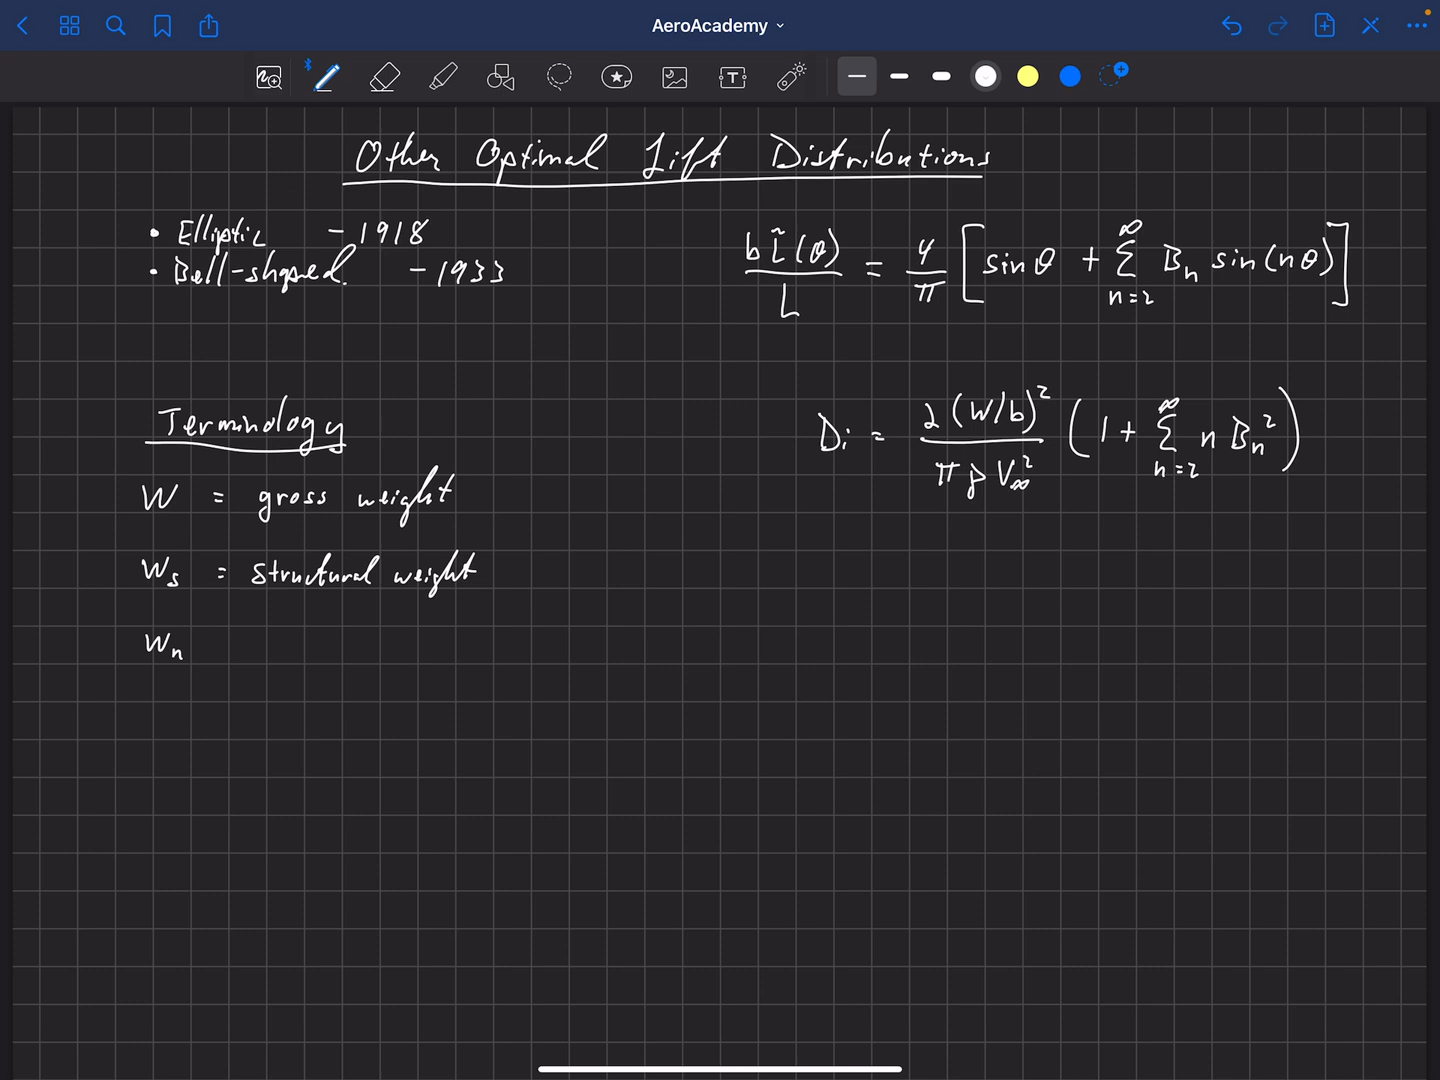 AeroAcademy
Other Optimal Lift Distributions
• Elliptic - 1918
• Bell-shaped. - 1933
b L̃(θ) / L = 4/π [sin θ + Σ_{n=2}^{∞} B_n sin(nθ)]
Terminology
D_i = 2(W/b)² / (π ρ V_∞²) (1 + Σ_{n=2}^{∞} n B_n²)
W = gross weight
W_s = structural weight
W_n